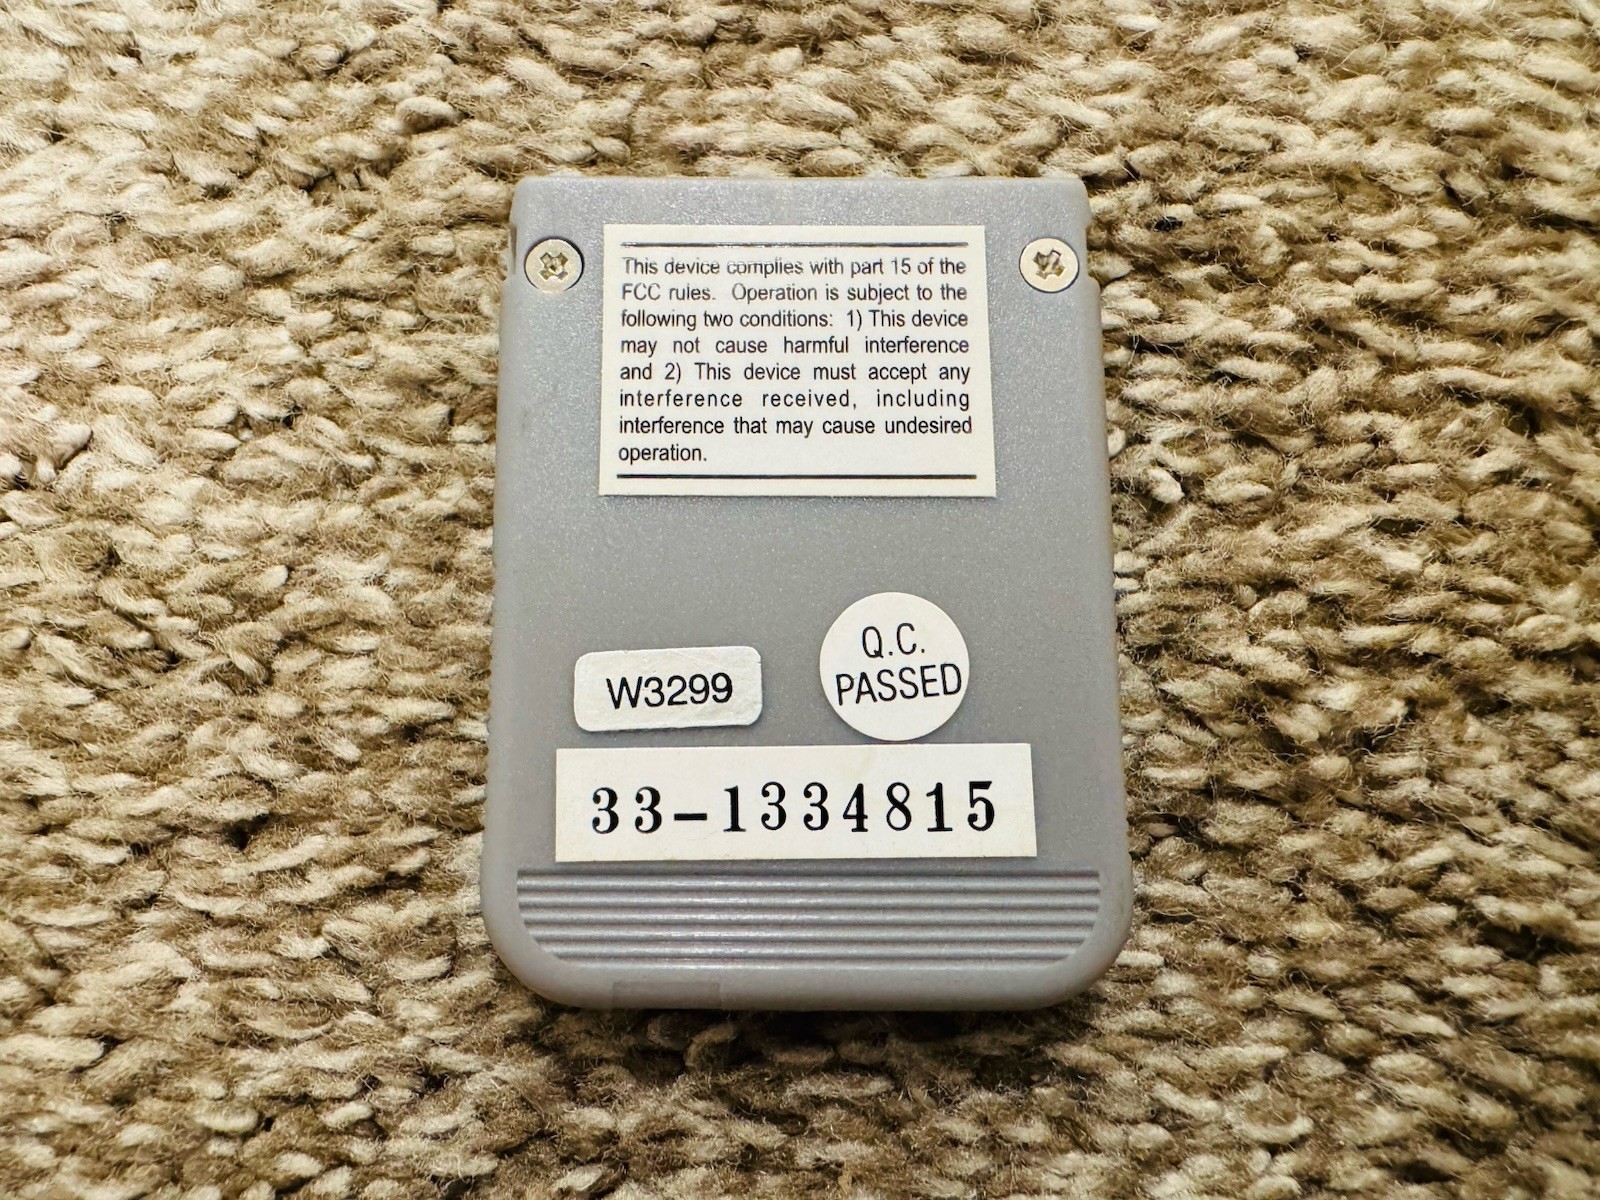 This device complies with part 15 of the
FCC rules. Operation is subject to the
following two conditions: 1) This device
may not cause harmful interference
and 2) This device must accept any
interference received, including
interference that may cause undesired
operation.
W3299
Q.C.
PASSED
33-1334815